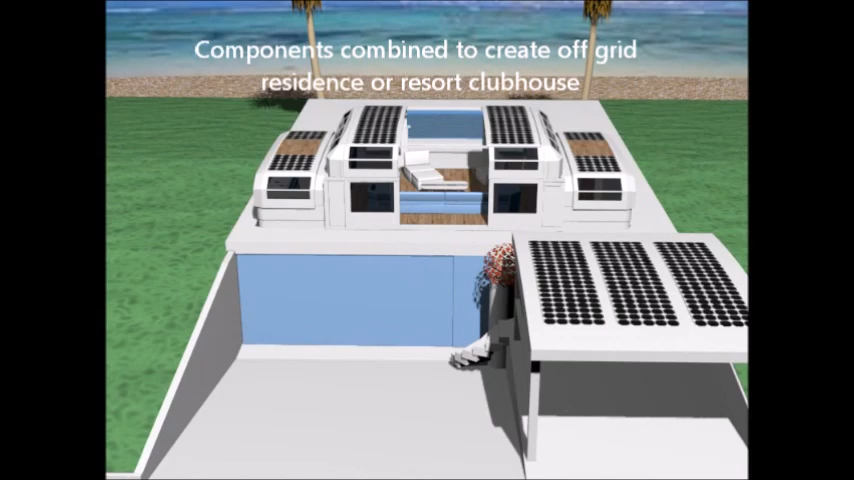 Components combined to create off grid
residence or resort clubhouse